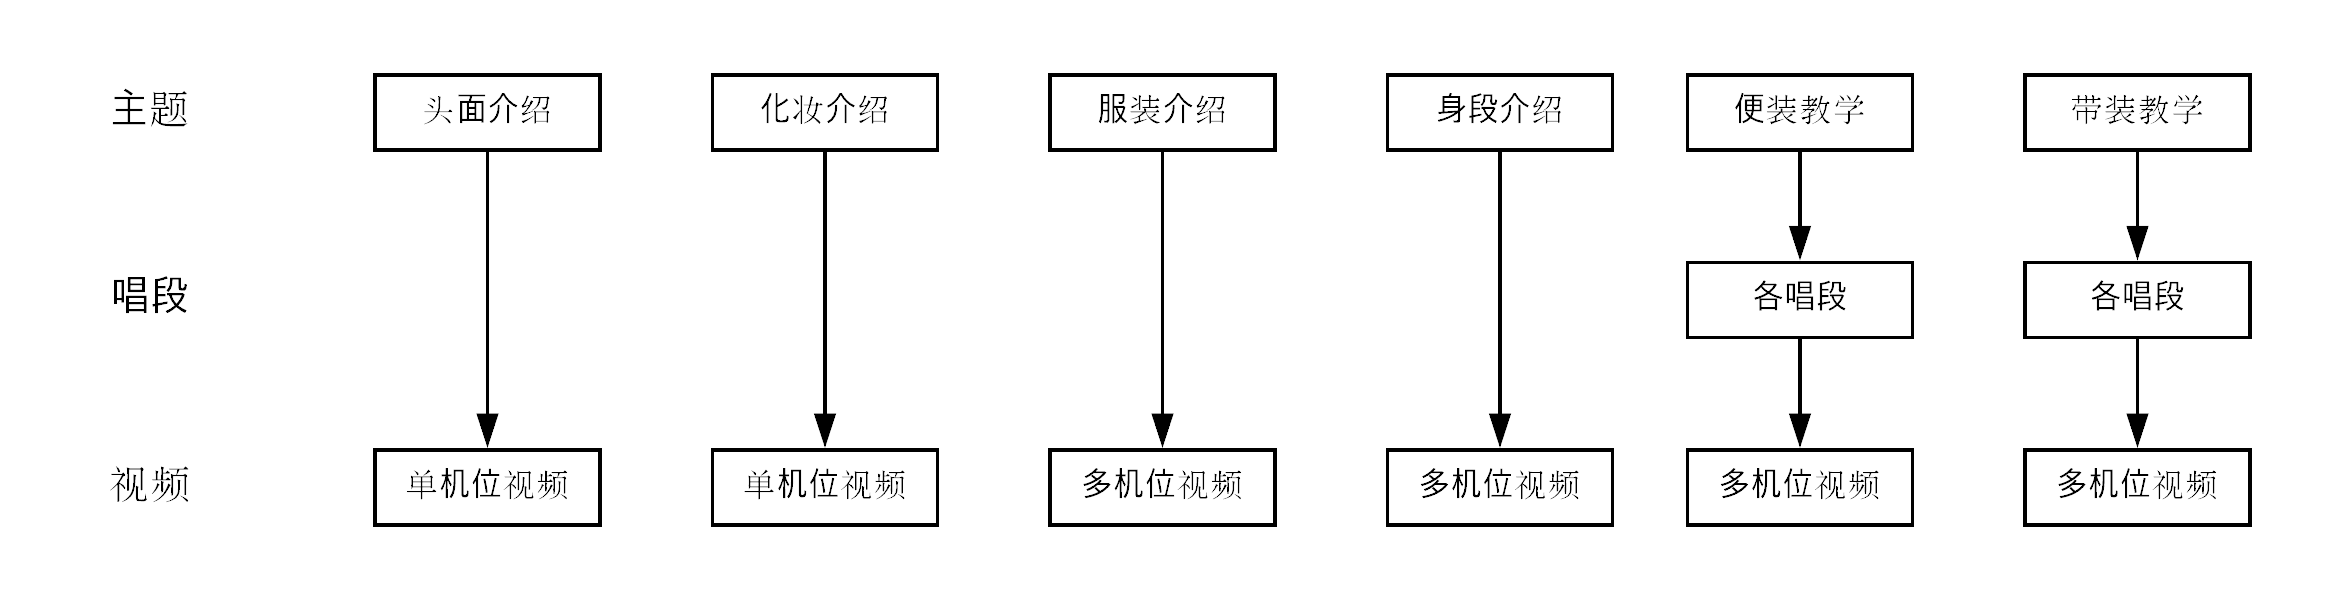 主题 头面介绍 化妆介绍 服装介绍 身段介绍 便装教学 带装教学
唱段 各唱段 各唱段
视频 单机位视频 单机位视频 多机位视频 多机位视频 多机位视频 多机位视频